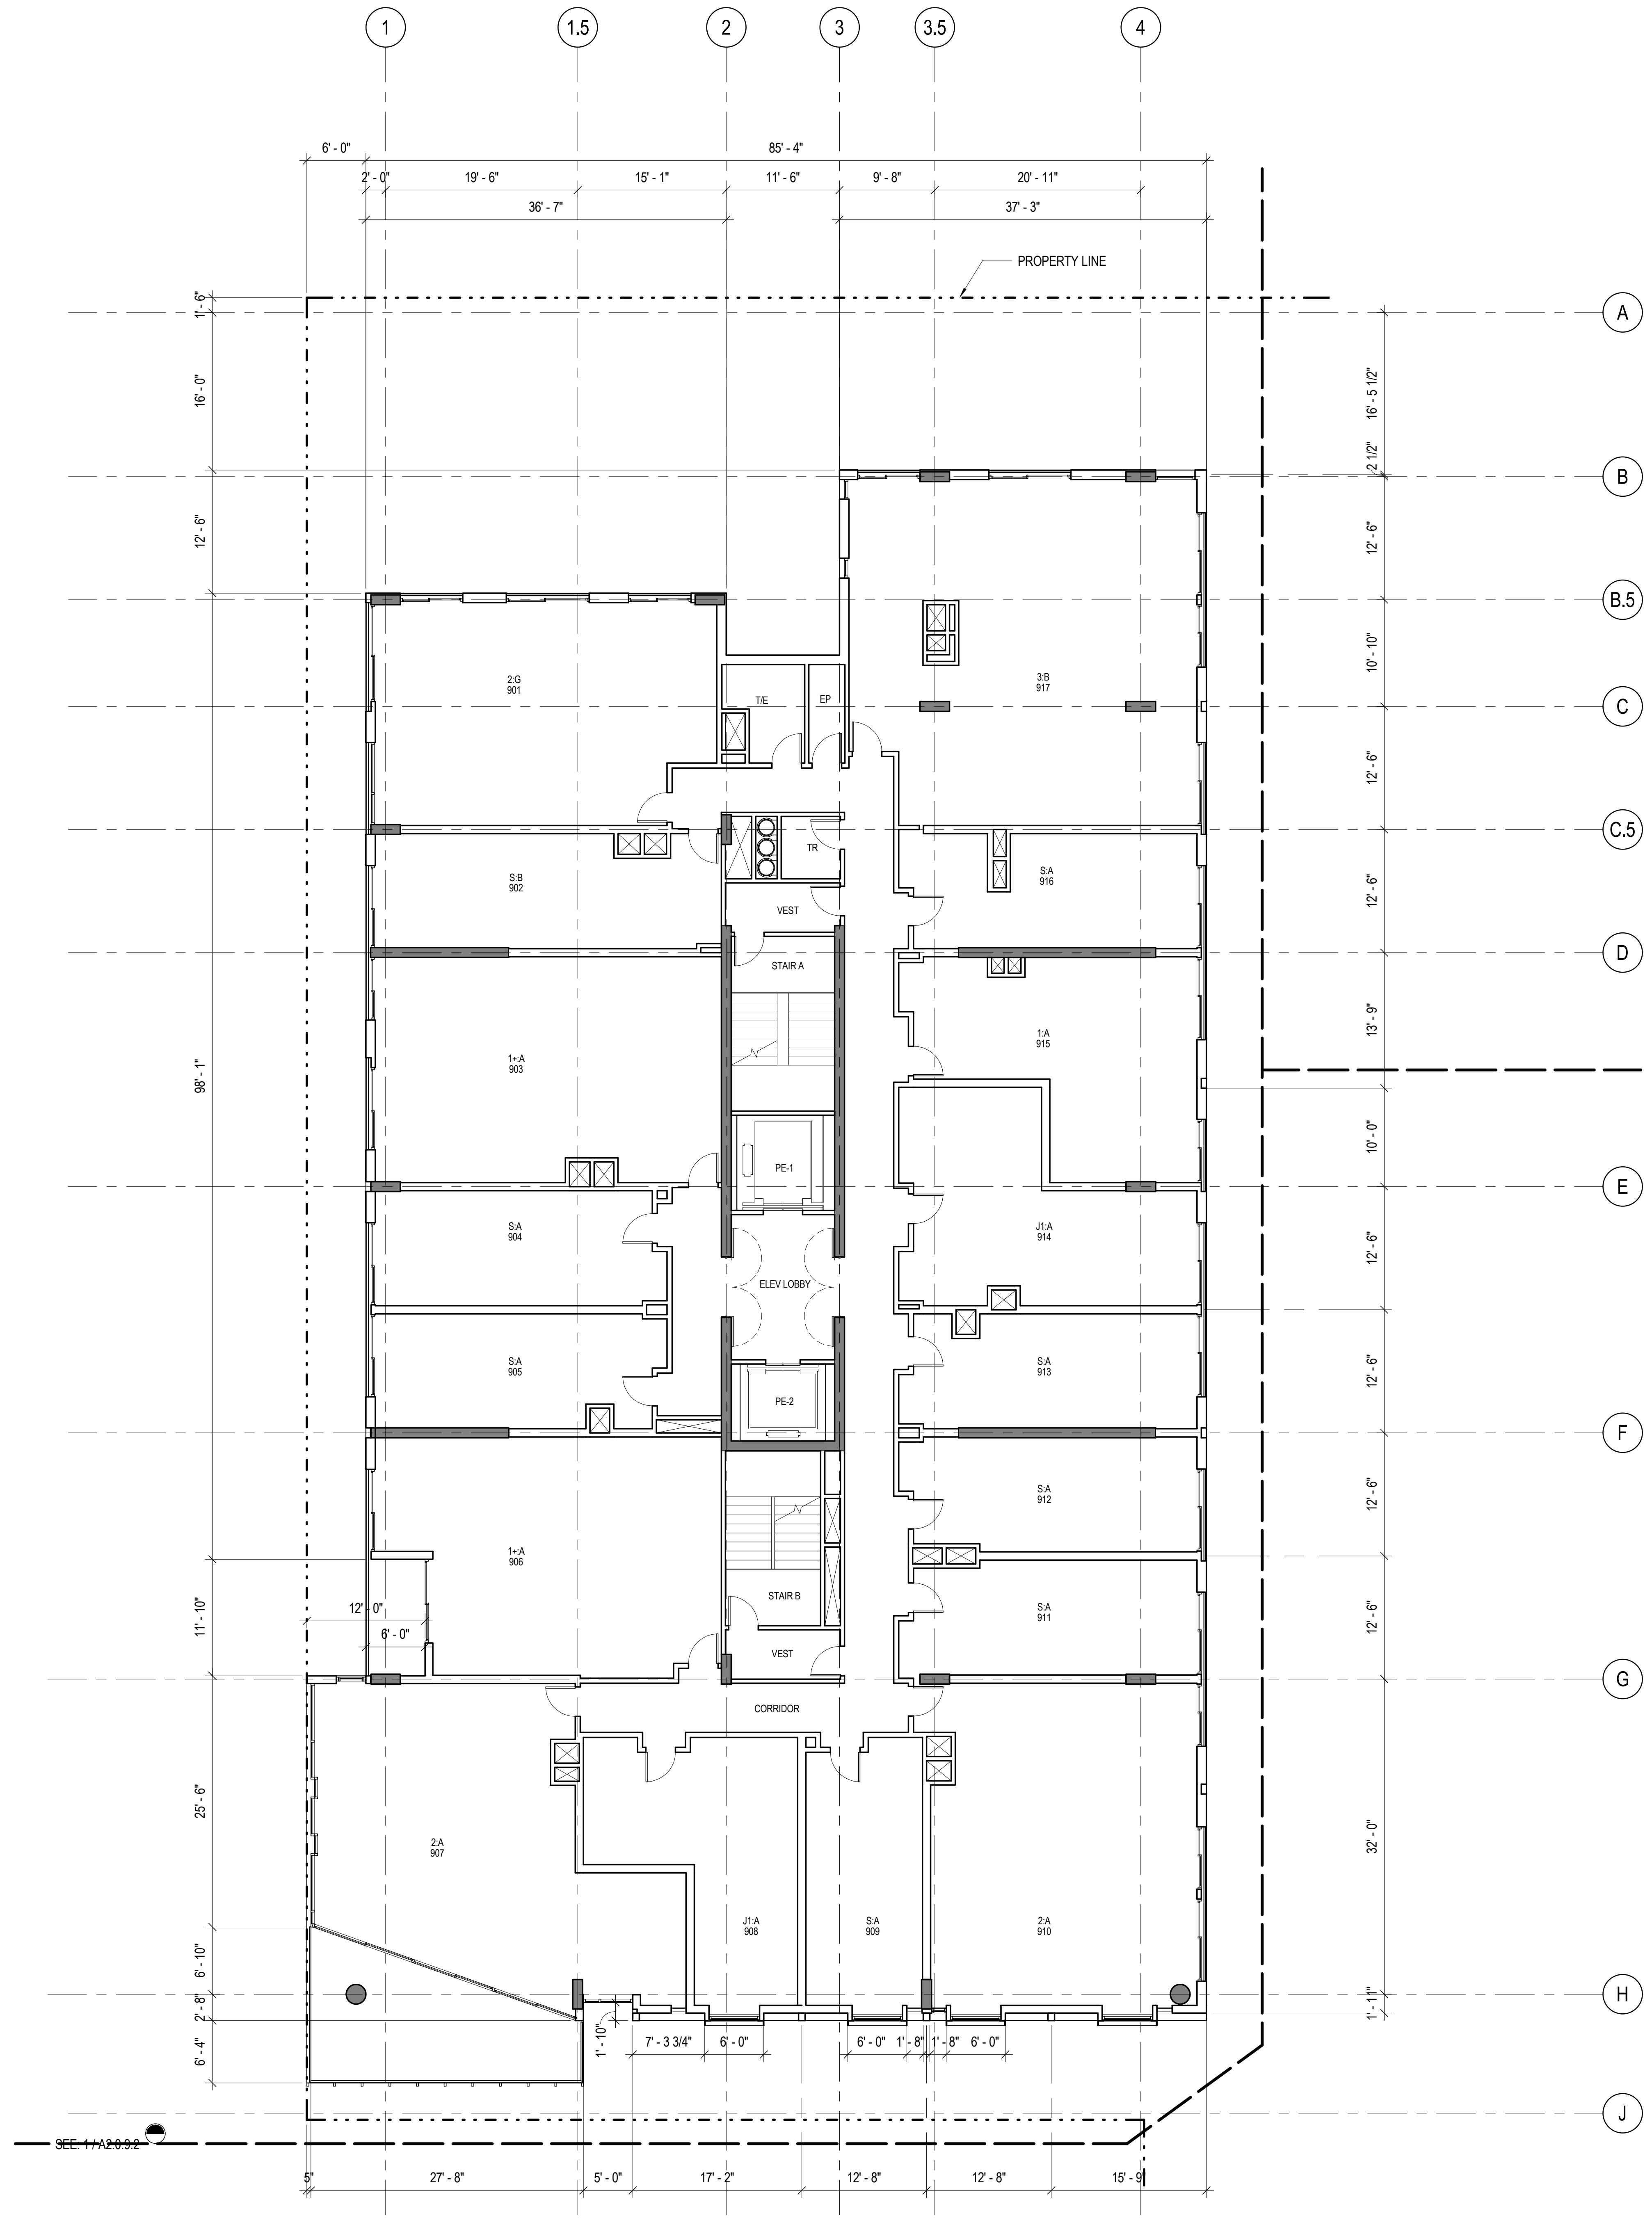 1
1.5
2
3
3.5
4
6' - 0"
85' - 4"
2' - 0"
19' - 6"
15' - 1"
11' - 6"
9' - 8"
20' - 11"
36' - 7"
37' - 3"
PROPERTY LINE
1' - 6"
A
16' - 0"
16' - 5 1/2"
2 1/2"
B
12' - 6"
12' - 6"
B.5
10' - 10"
2:G
901
3:B
917
T/E
EP
C
12' - 6"
C.5
TR
S:B
902
S:A
916
12' - 6"
VEST
D
STAIR A
13' - 9"
1:A
915
1+:A
903
98' - 1"
10' - 0"
PE-1
E
S:A
904
J1:A
914
12' - 6"
ELEV LOBBY
S:A
905
S:A
913
12' - 6"
PE-2
F
S:A
912
12' - 6"
1+:A
906
STAIR B
S:A
911
12' - 6"
11' - 10"
12' - 0"
6' - 0"
VEST
G
CORRIDOR
25' - 6"
2:A
907
32' - 0"
J1:A
908
S:A
909
2:A
910
6' - 10"
2' - 8"
H
1' - 11"
6' - 4"
1' - 10"
7' - 3 3/4"
6' - 0"
6' - 0"
1' - 8"
1' - 8"
6' - 0"
J
SEE: 1 / A2.0.9.2
5"
27' - 8"
5' - 0"
17' - 2"
12' - 8"
12' - 8"
15' - 9"